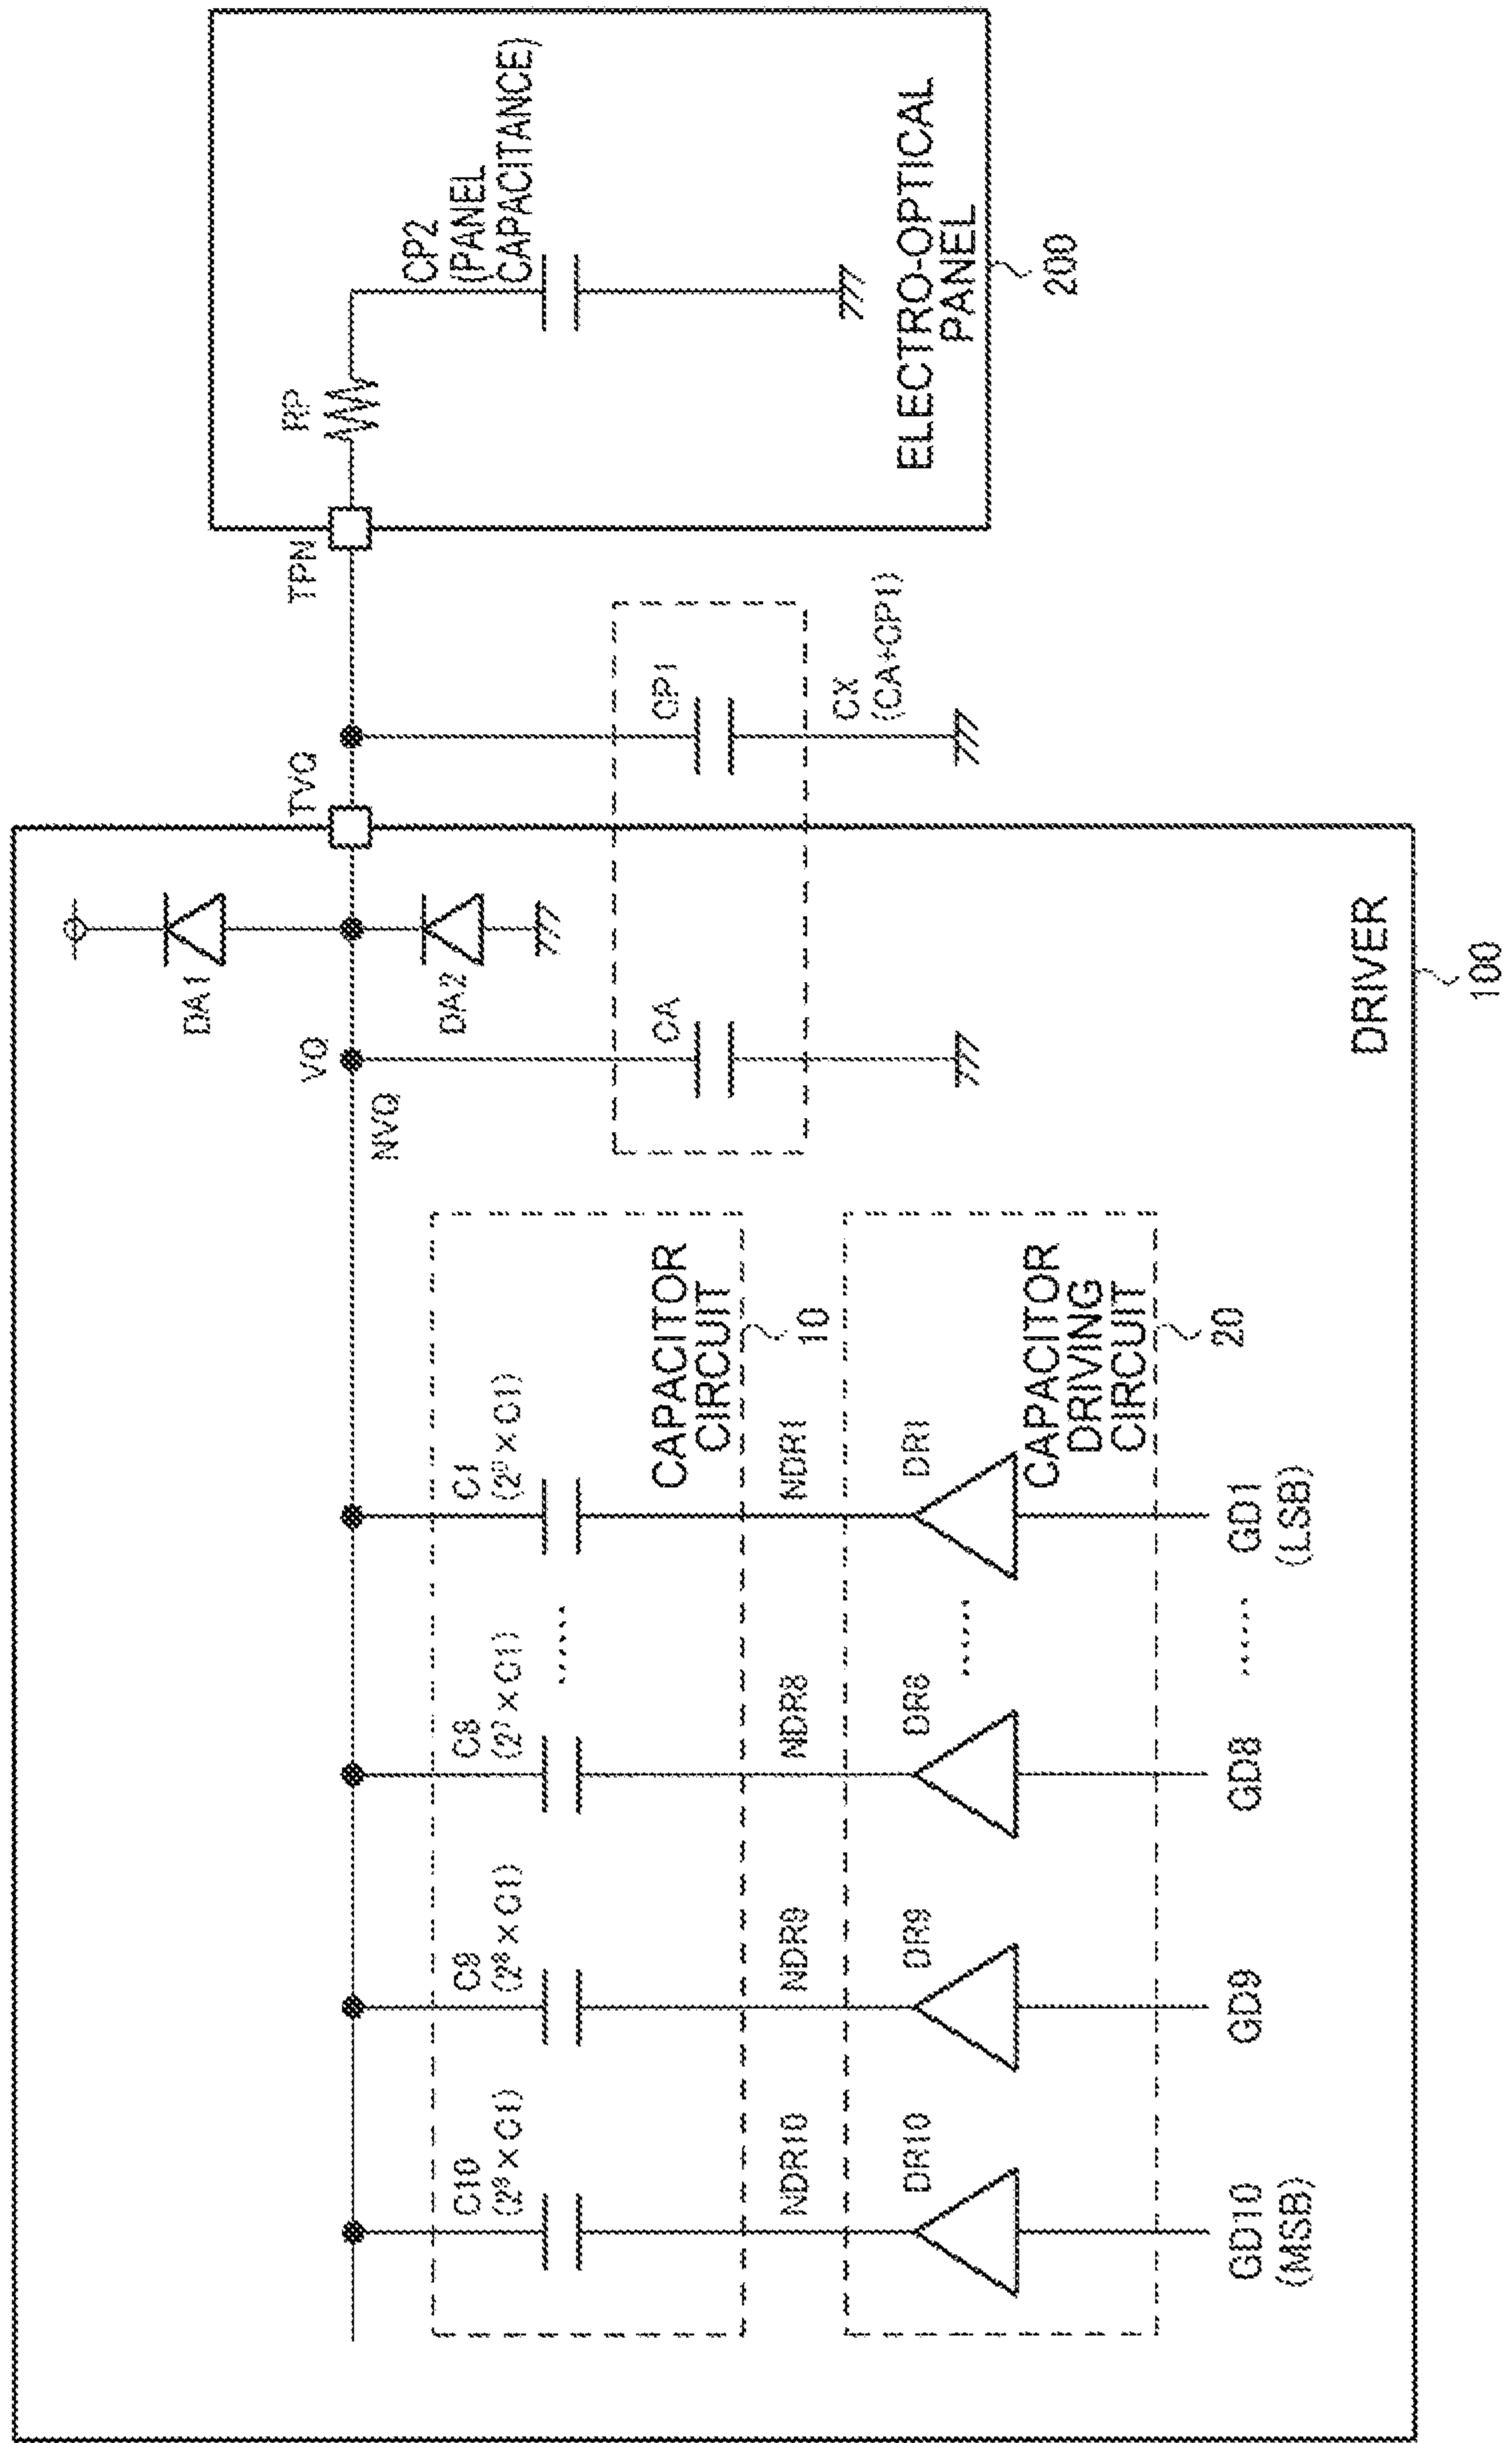 DA1
VQ
NVQ
DA2
TVQ
TPN
RP
CP2
(PANEL
CAPACITANCE)
ELECTRO-OPTICAL
PANEL
200
CA
CP1
CX
(CA+CP1)
C10
(2⁹×C1)
C9
(2⁸×C1)
C8
(2⁷×C1)
C1
(2⁰×C1)
CAPACITOR
CIRCUIT
10
NDR10
NDR9
NDR8
NDR1
DR10
DR9
DR8
DR1
CAPACITOR
DRIVING
CIRCUIT
20
GD10
(MSB)
GD9
GD8
GD1
(LSB)
DRIVER
100